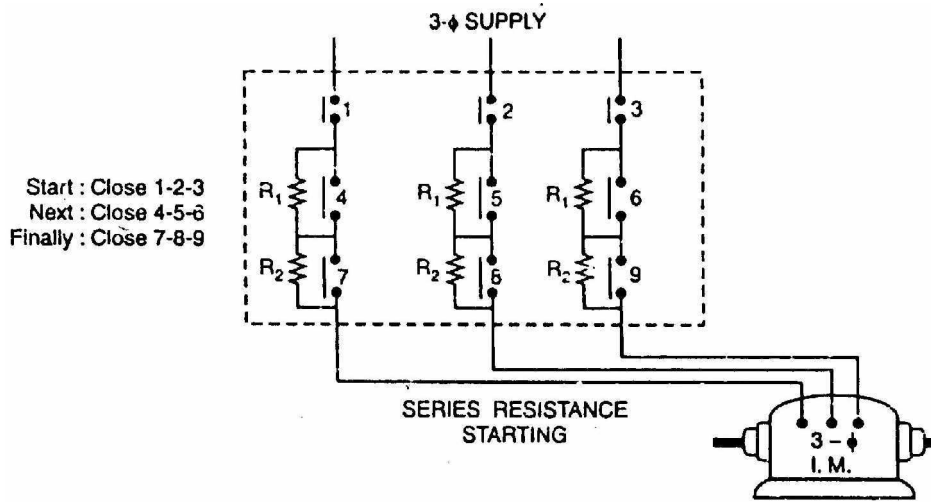 3-ϕ SUPPLY
1
2
3
Start : Close 1-2-3
Next : Close 4-5-6
Finally : Close 7-8-9
R₁
4
R₁
5
R₁
6
R₂
7
R₂
8
R₂
9
SERIES RESISTANCE
STARTING
3 – ϕ
I. M.